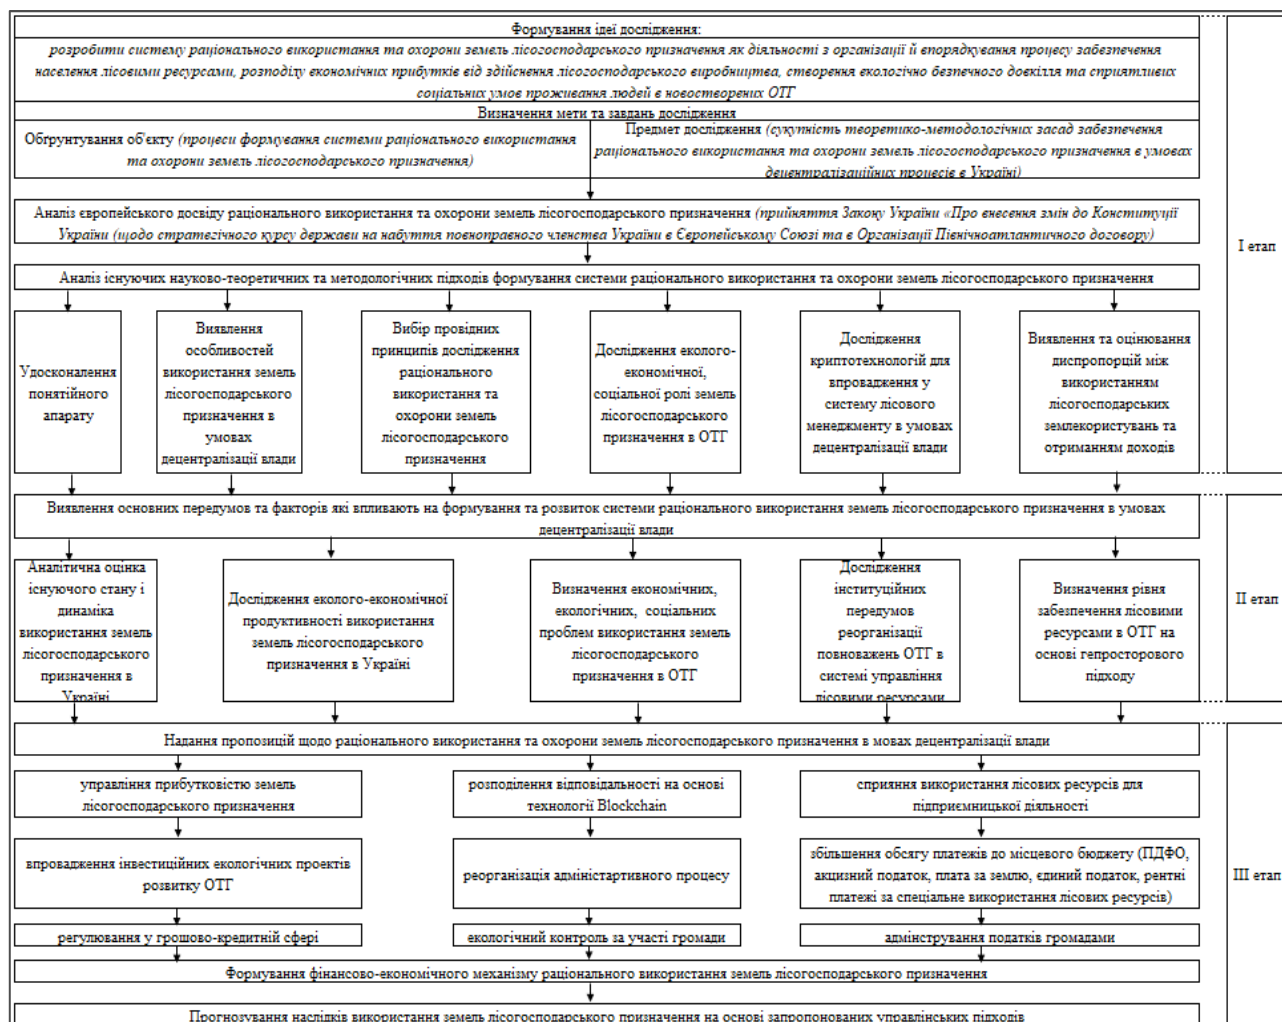 Формування ідеї дослідження:
розробити систему раціонального використання та охорони земель лісогосподарського призначення як діяльності з організації й впорядкування процесу забезпечення
населення лісовими ресурсами, розподілу економічних прибутків від здійснення лісогосподарського виробництва, створення екологічно безпечного довкілля та сприятливих
соціальних умов проживання людей в новостворених ОТГ
Визначення мети та завдань дослідження
Обґрунтування об'єкту (процеси формування системи раціонального використання
та охорони земель лісогосподарського призначення)
Предмет дослідження (сукупність теоретико-методологічних засад забезпечення
раціонального використання та охорони земель лісогосподарського призначення в умовах
децентралізаційних процесів в Україні)
Аналіз європейського досвіду раціонального використання та охорони земель лісогосподарського призначення (прийняття Закону України «Про внесення змін до Конституції
України (щодо стратегічного курсу держави на набуття повноправного членства України в Європейському Союзі та в Організації Північноатлантичного договору)
Аналіз існуючих науково-теоретичних та методологічних підходів формування системи раціонального використання та охорони земель лісогосподарського призначення
І етап
Удосконалення
понятійного
апарату
Виявлення
особливостей
використання земель
лісогосподарського
призначення в
умовах
децентралізації влади
Вибір провідних
принципів дослідження
раціонального
використання та
охорони земель
лісогосподарського
призначення
Дослідження еколого-
економічної,
соціальної ролі земель
лісогосподарського
призначення в ОТГ
Дослідження
криптотехнологій для
впровадження у
систему лісового
менеджменту в умовах
децентралізації влади
Виявлення та оцінювання
диспропорцій між
використанням
лісогосподарських
землекористувань та
отриманням доходів
Виявлення основних передумов та факторів які впливають на формування та розвиток системи раціонального використання земель лісогосподарського призначення в умовах
децентралізації влади
Аналітична оцінка
існуючого стану і
динаміка
використання земель
лісогосподарського
призначення в
Україні
Дослідження еколого-економічної
продуктивності використання
земель лісогосподарського
призначення в Україні
Визначення економічних,
екологічних, соціальних
проблем використання земель
лісогосподарського
призначення в ОТГ
Дослідження
інституційних
передумов
реорганізації
повноважень ОТГ в
системі управління
лісовими ресурсами
Визначення рівня
забезпечення лісовими
ресурсами в ОТГ на
основі гепросторового
підходу
ІІ етап
Надання пропозицій щодо раціонального використання та охорони земель лісогосподарського призначення в мовах децентралізації влади
управління прибутковістю земель
лісогосподарського призначення
розподілення відповідальності на основі
технології Blockchain
сприяння використання лісових ресурсів для
підприємницької діяльності
впровадження інвестиційних екологічних проектів
розвитку ОТГ
реорганізація адміністартивного процесу
збільшення обсягу платежів до місцевого бюджету (ПДФО,
акцизний податок, плата за землю, єдиний податок, рентні
платежі за спеціальне використання лісових ресурсів)
ІІІ етап
регулювання у грошово-кредитній сфері
екологічний контроль за участі громади
адмінстрування податків громадами
Формування фінансово-економічного механізму раціонального використання земель лісогосподарського призначення
Прогнозування наслідків використання земель лісогосподарського призначення на основі запропонованих управлінських підходів